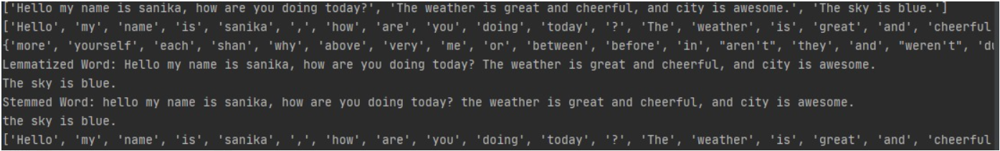 ['Hello my name is sanika, how are you doing today?', 'The weather is great and cheerful, and city is awesome.', 'The sky is blue.']
['Hello', 'my', 'name', 'is', 'sanika', ',', 'how', 'are', 'you', 'doing', 'today', '?', 'The', 'weather', 'is', 'great', 'and', 'cheerful
{'more', 'yourself', 'each', 'shan', 'why', 'above', 'very', 'me', 'or', 'between', 'before', 'in', "aren't", 'they', 'and', "weren't", 'du
Lemmatized Word: Hello my name is sanika, how are you doing today? The weather is great and cheerful, and city is awesome.
The sky is blue.
Stemmed Word: hello my name is sanika, how are you doing today? the weather is great and cheerful, and city is awesome.
the sky is blue.
['Hello', 'my', 'name', 'is', 'sanika', ',', 'how', 'are', 'you', 'doing', 'today', '?', 'The', 'weather', 'is', 'great', 'and', 'cheerful